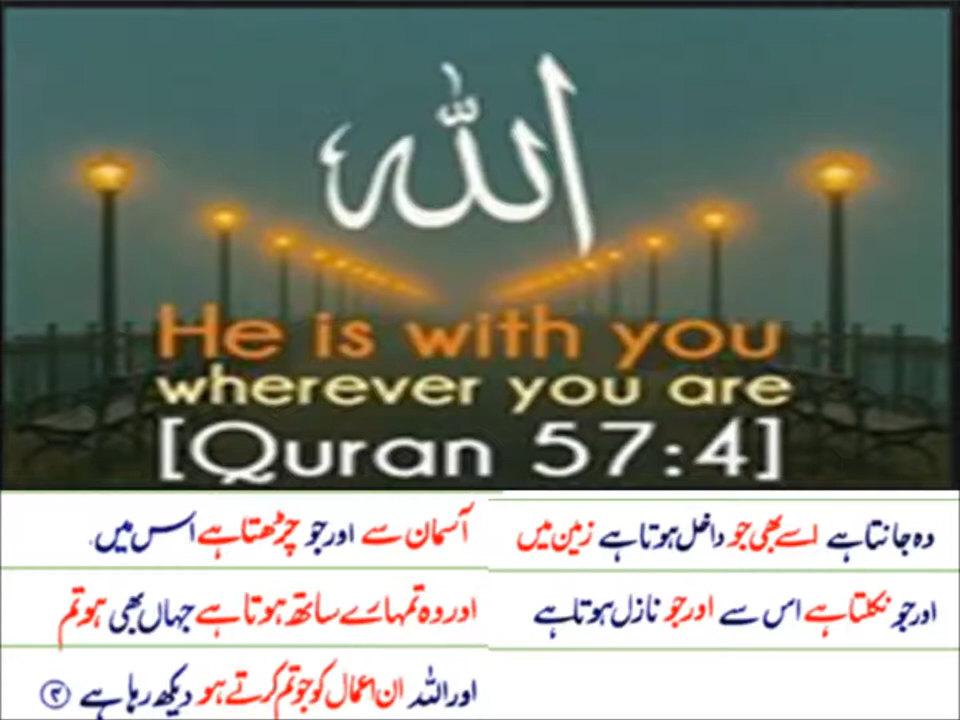 الله
He is with you
wherever you are
[Quran 57:4]
وہ جانتا ہے اسے بھی جو داخل ہوتا ہے زمین میں
اور جو نکلتا ہے اس سے اور جو نازل ہوتا ہے
آسمان سے اور جو چڑھتا ہے اس میں
اور وہ تمہارے ساتھ ہوتا ہے جہاں بھی ہو تم
اور اللہ ان اعمال کو جو تم کرتے ہو دیکھ رہا ہے ④